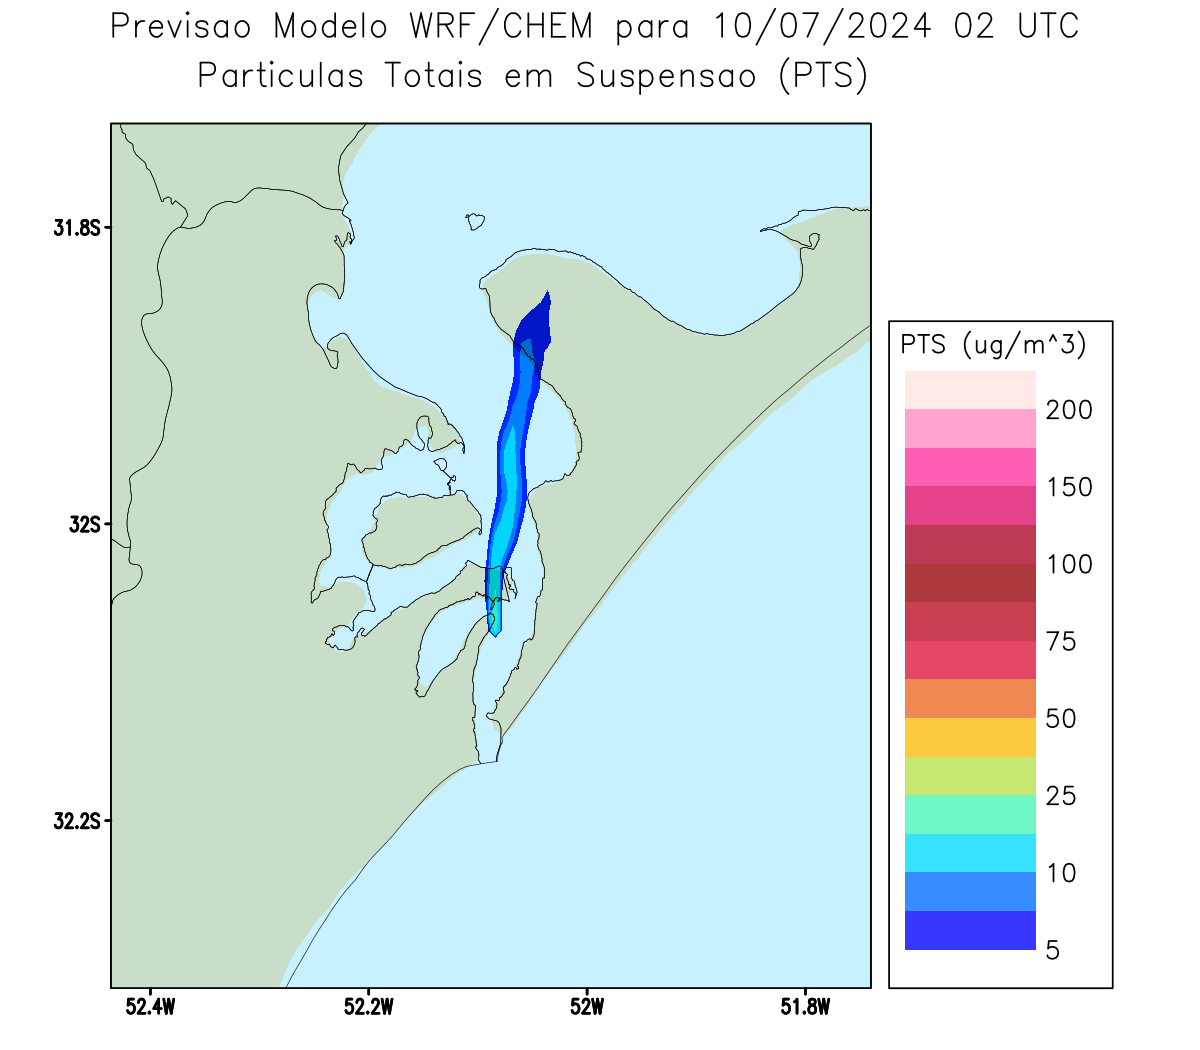 Previsao Modelo WRF/CHEM para 10/07/2024 02 UTC
Particulas Totais em Suspensao (PTS)
31.8S
32S
32.2S
52.4W
52.2W
52W
51.8W
PTS (ug/m^3)
200
150
100
75
50
25
10
5